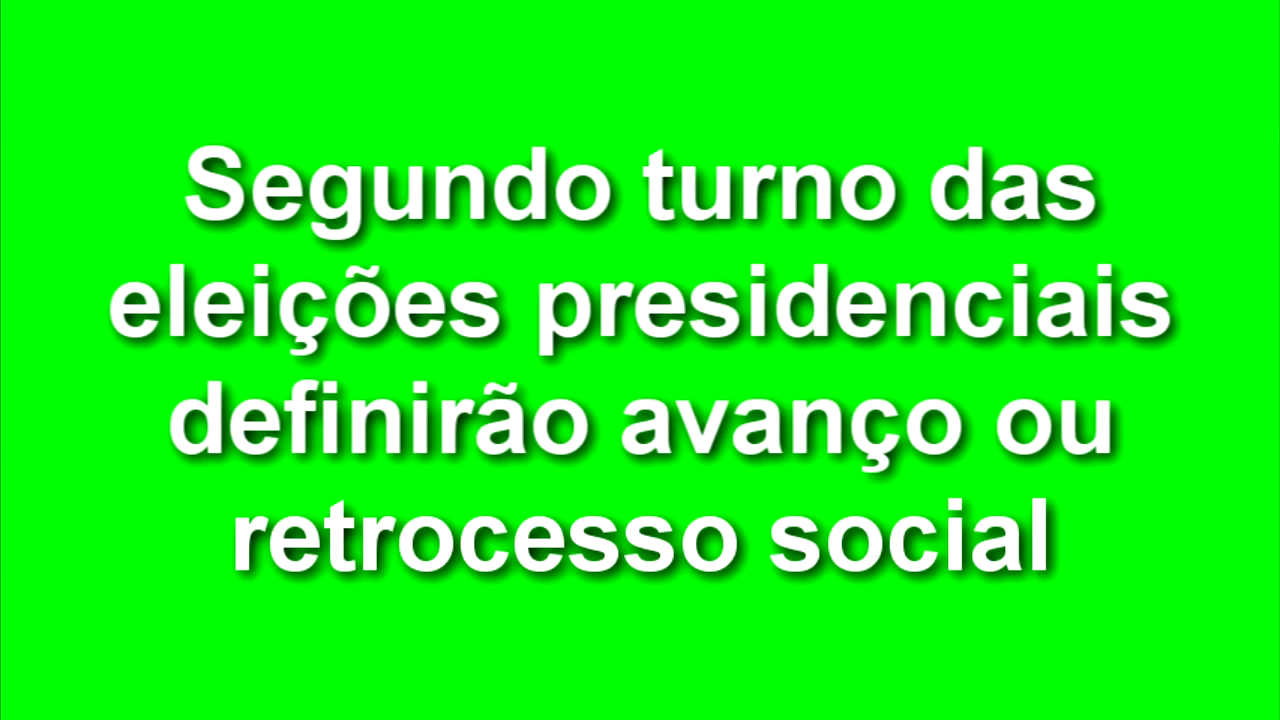 Segundo turno das
eleições presidenciais
definirão avanço ou
retrocesso social